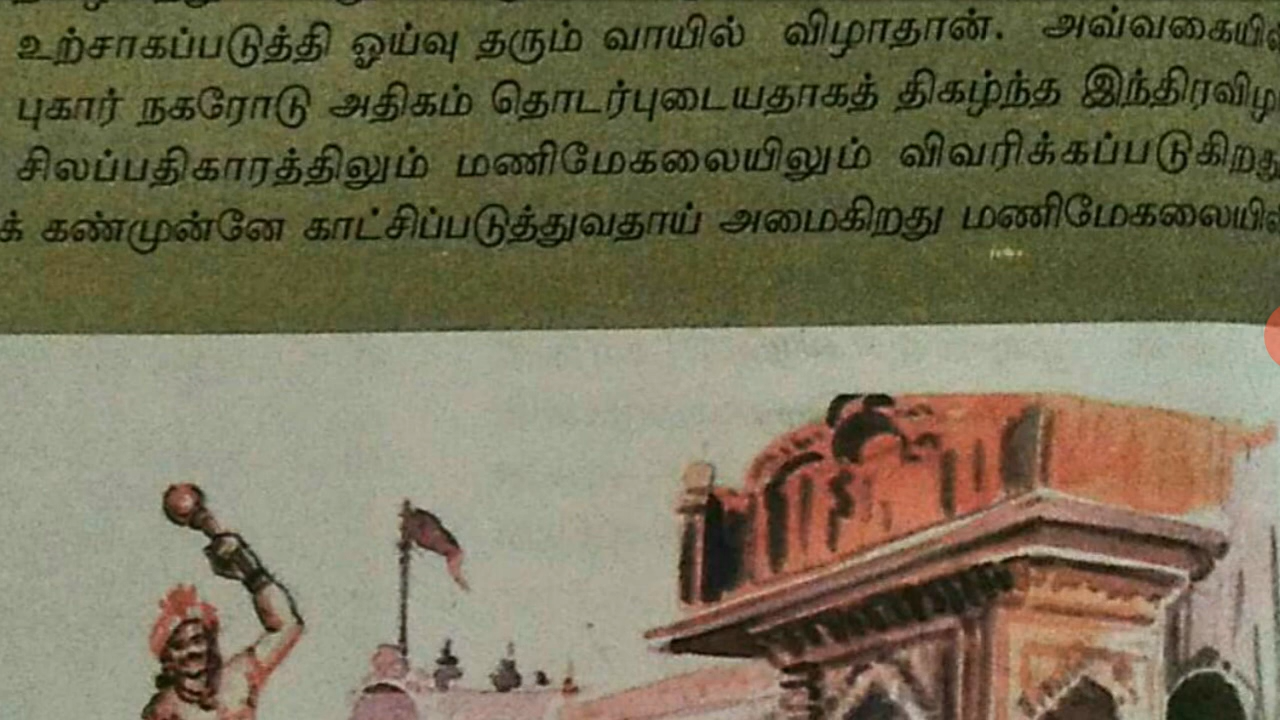 உற்சாகப்படுத்தி ஓய்வு தரும் வாயில் விழாதான். அவ்வகையில்
புகார் நகரோடு அதிகம் தொடர்புடையதாகத் திகழ்ந்த இந்திரவிழ
சிலப்பதிகாரத்திலும் மணிமேகலையிலும் விவரிக்கப்படுகிறது
க் கண்முன்னே காட்சிப்படுத்துவதாய் அமைகிறது மணிமேகலையின்